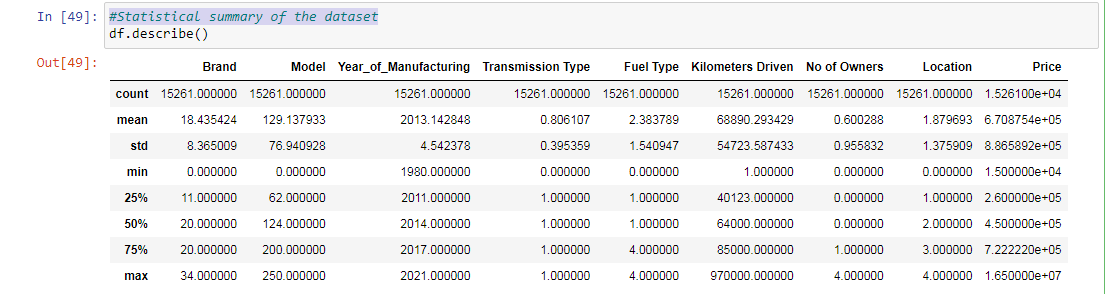 In [49]: #Statistical summary of the dataset
df.describe()
Out[49]:
Brand Model Year_of_Manufacturing Transmission Type Fuel Type Kilometers Driven No of Owners Location Price
count 15261.000000 15261.000000 15261.000000 15261.000000 15261.000000 15261.000000 15261.000000 15261.000000 1.526100e+04
mean 18.435424 129.137933 2013.142848 0.806107 2.383789 68890.293429 0.600288 1.879693 6.708754e+05
std 8.365009 76.940928 4.542378 0.395359 1.540947 54723.587433 0.955832 1.375909 8.865892e+05
min 0.000000 0.000000 1980.000000 0.000000 0.000000 1.000000 0.000000 0.000000 1.500000e+04
25% 11.000000 62.000000 2011.000000 1.000000 1.000000 40123.000000 0.000000 1.000000 2.600000e+05
50% 20.000000 124.000000 2014.000000 1.000000 1.000000 64000.000000 0.000000 2.000000 4.500000e+05
75% 20.000000 200.000000 2017.000000 1.000000 4.000000 85000.000000 1.000000 3.000000 7.222220e+05
max 34.000000 250.000000 2021.000000 1.000000 4.000000 970000.000000 4.000000 4.000000 1.650000e+07